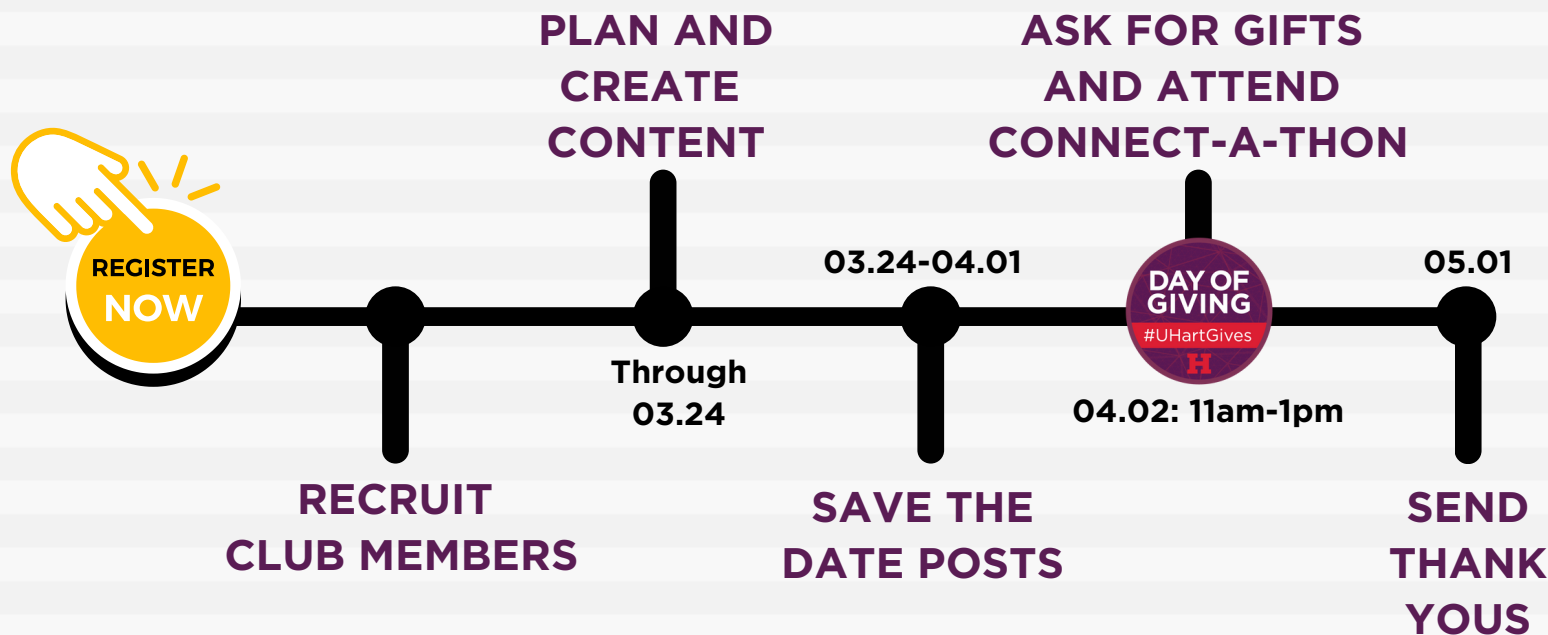 REGISTER
NOW
RECRUIT
CLUB MEMBERS
PLAN AND
CREATE
CONTENT
Through
03.24
03.24-04.01
SAVE THE
DATE POSTS
ASK FOR GIFTS
AND ATTEND
CONNECT-A-THON
DAY OF
GIVING
#UHartGives
H
04.02: 11am-1pm
05.01
SEND
THANK
YOUS